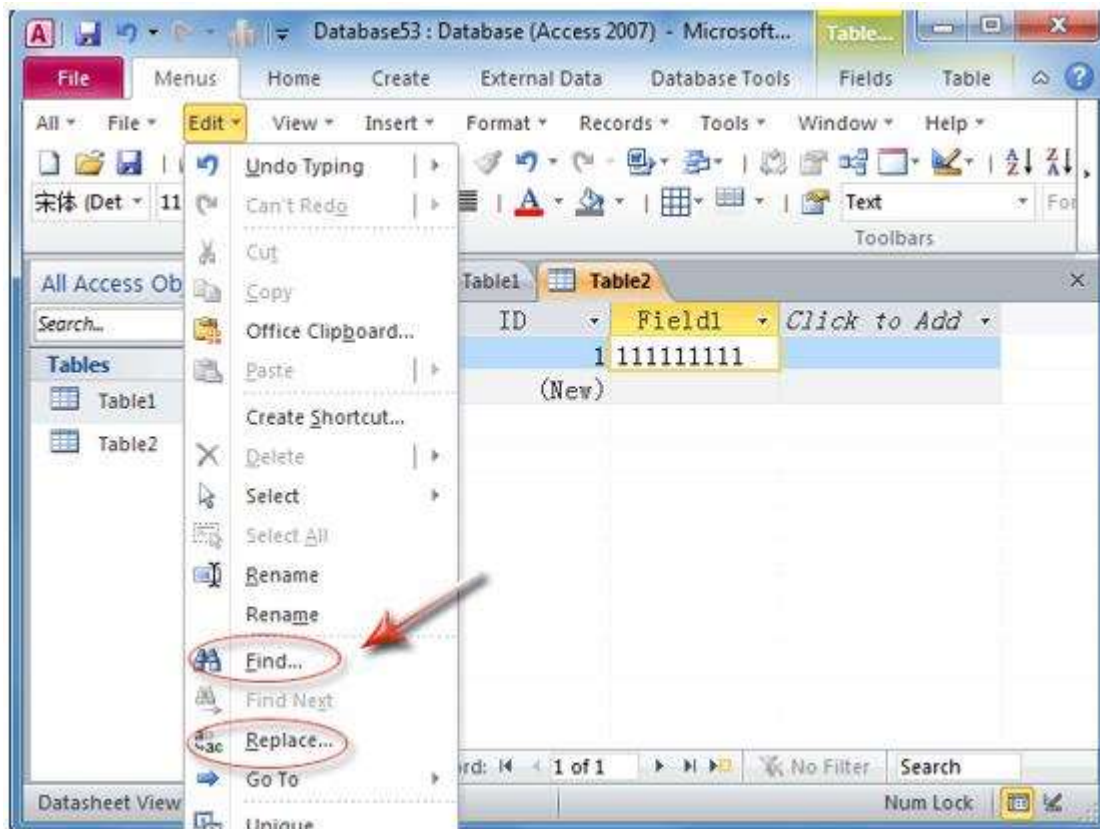 Database53 : Database (Access 2007) - Microsoft... Table...
File Menus Home Create External Data Database Tools Fields Table
All File Edit View Insert Format Records Tools Window Help
宋体 (Det 11 Text For
Toolbars
Undo Typing
Can't Redo
Cut
Copy
Office Clipboard...
Paste
Create Shortcut...
Delete
Select
Select All
Rename
Rename
Find...
Find Next
Replace...
Go To
Unique
All Access Ob
Search...
Tables
Table1
Table2
Table1 Table2
ID Field1 Click to Add
1 111111111
(New)
rd: 1 of 1 No Filter Search
Datasheet View Num Lock